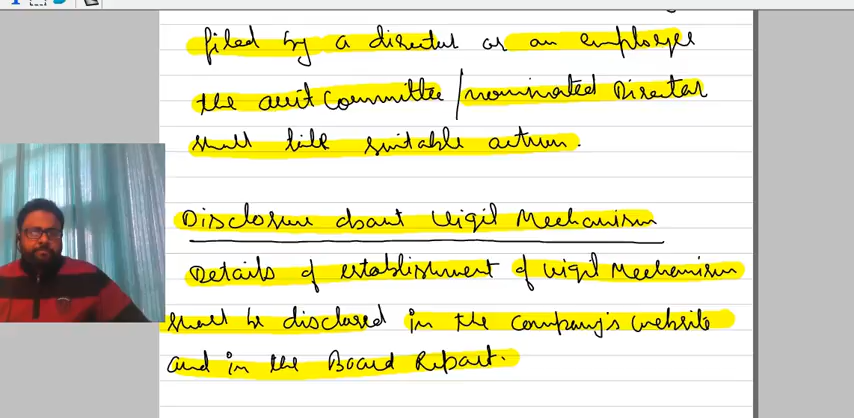 filed by a director or an employee
the audit Committee / nominated Director
shall take suitable action.
Disclosure about Vigil Mechanism
Details of establishment of Vigil Mechanism
shall be disclosed in the Company's website
and in the Board Report.